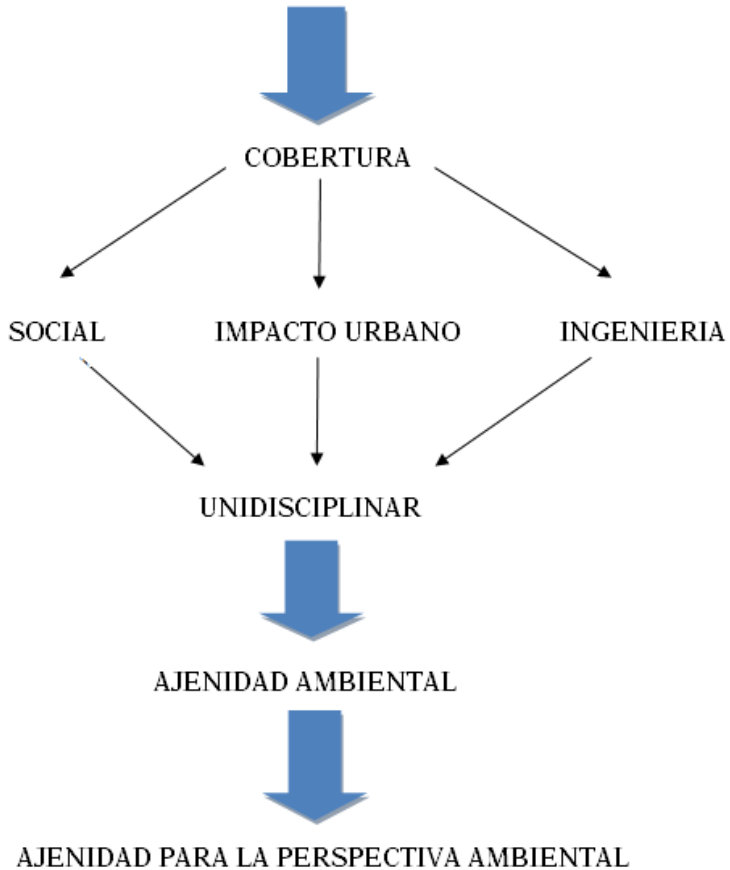 COBERTURA
SOCIAL IMPACTO URBANO INGENIERIA
UNIDISCIPLINAR
AJENIDAD AMBIENTAL
AJENIDAD PARA LA PERSPECTIVA AMBIENTAL